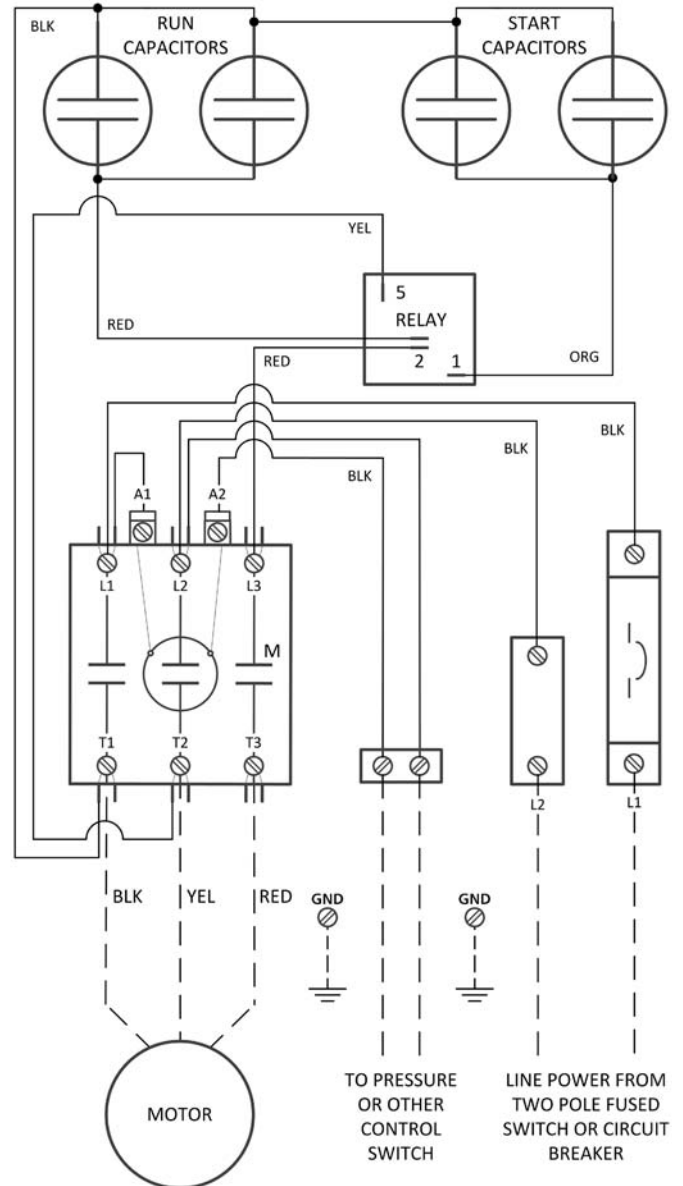 BLK
RUN
CAPACITORS
START
CAPACITORS
YEL
5
RELAY
2 1
RED
RED
ORG
BLK
BLK
BLK
A1 A2
L1 L2 L3
M
T1 T2 T3
L2 L1
BLK YEL RED
GND GND
MOTOR
TO PRESSURE
OR OTHER
CONTROL
SWITCH
LINE POWER FROM
TWO POLE FUSED
SWITCH OR CIRCUIT
BREAKER